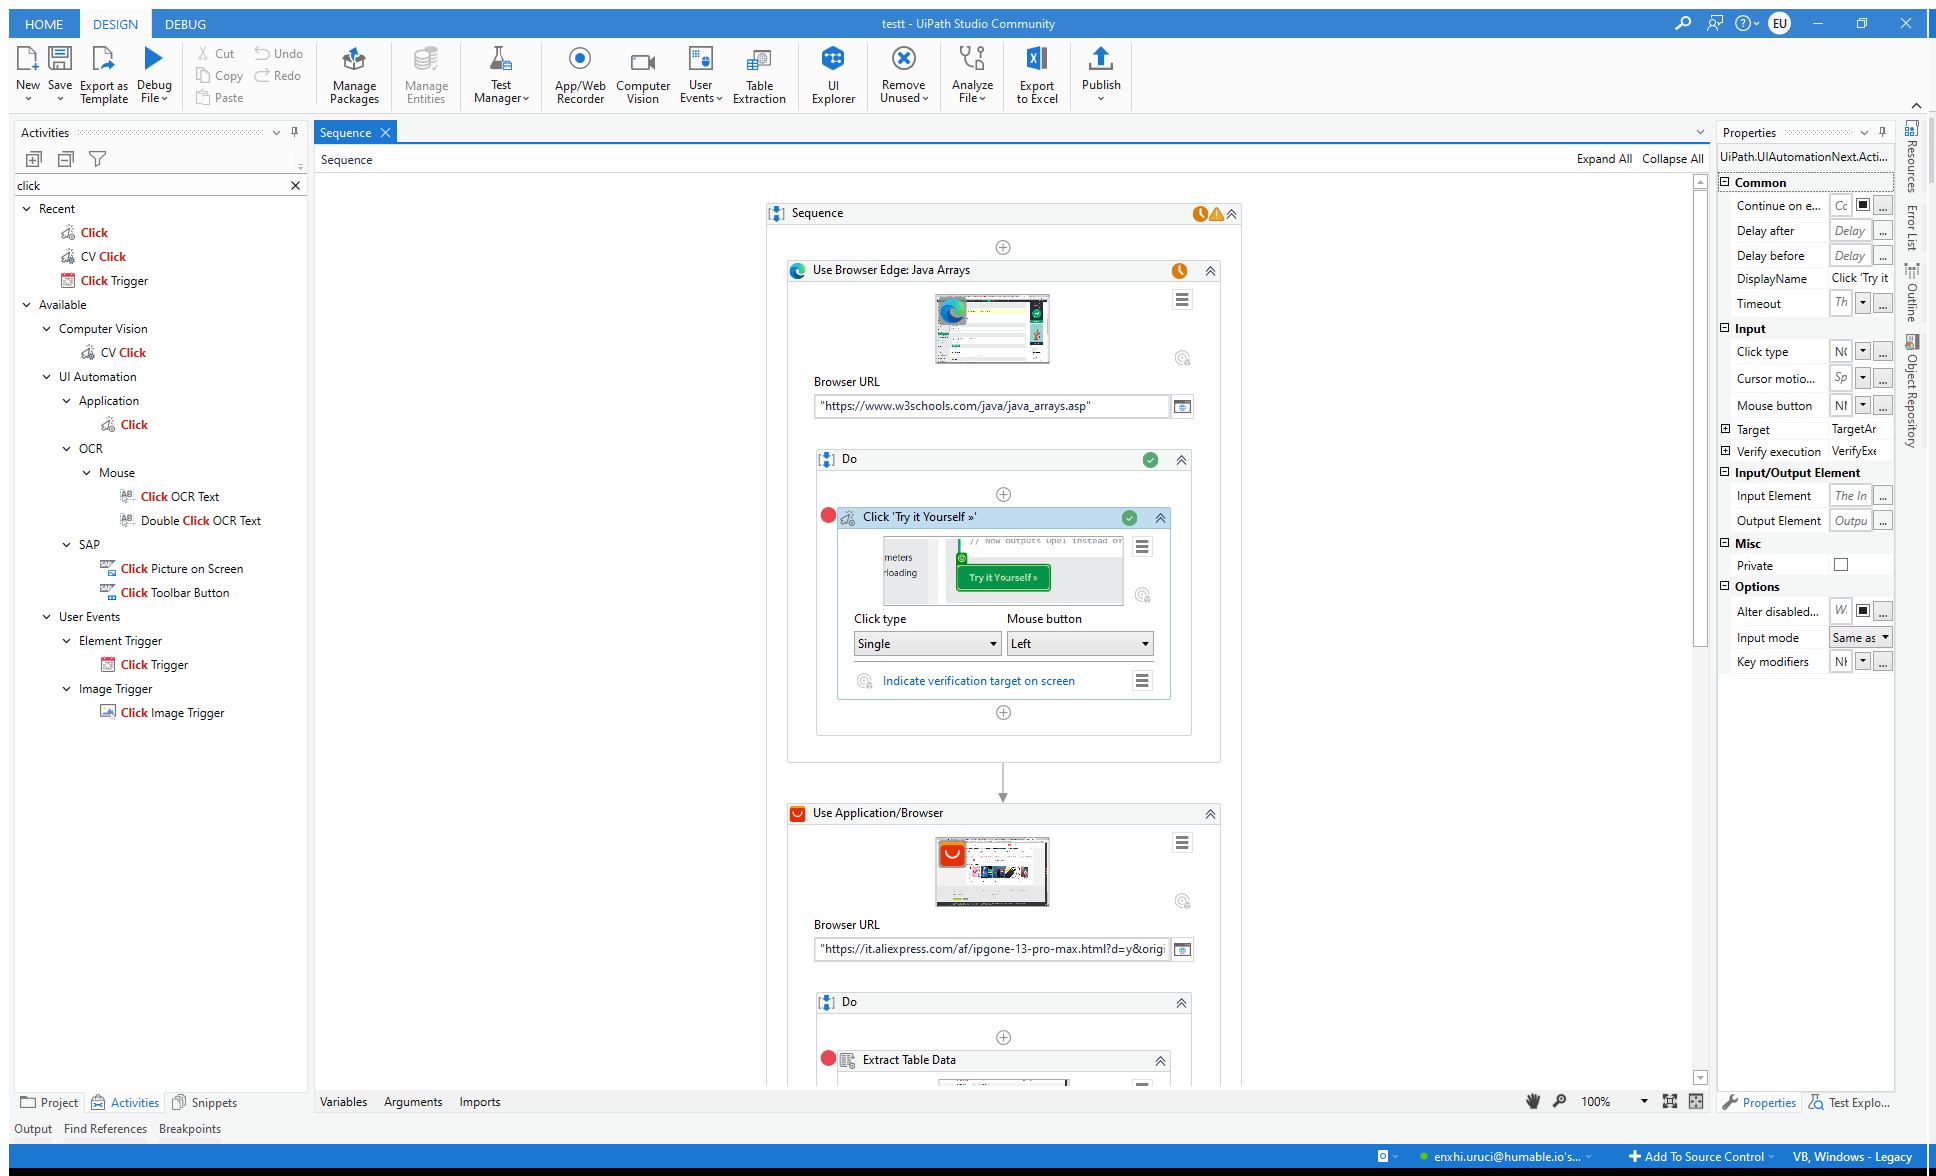 HOME DESIGN DEBUG
testt - UiPath Studio Community
EU
New
Save
Export as Template
Debug File
Cut
Copy
Paste
Undo
Redo
Manage Packages
Manage Entities
Test Manager
App/Web Recorder
Computer Vision
User Events
Table Extraction
UI Explorer
Remove Unused
Analyze File
Export to Excel
Publish
Activities
click
Recent
Click
CV Click
Click Trigger
Available
Computer Vision
CV Click
UI Automation
Application
Click
OCR
Mouse
Click OCR Text
Double Click OCR Text
SAP
Click Picture on Screen
Click Toolbar Button
User Events
Element Trigger
Click Trigger
Image Trigger
Click Image Trigger
Project Activities Snippets
Sequence
Sequence
Expand All Collapse All
Sequence
Use Browser Edge: Java Arrays
Browser URL
"https://www.w3schools.com/java/java_arrays.asp"
Do
Click 'Try it Yourself »'
// Now outputs Opel instead of
meters
rloading
Try it Yourself »
Click type Mouse button
Single Left
Indicate verification target on screen
Use Application/Browser
Browser URL
"https://it.aliexpress.com/af/ipgone-13-pro-max.html?d=y&origi
Do
Extract Table Data
Variables Arguments Imports
100%
Properties
UiPath.UIAutomationNext.Acti...
Common
Continue on e... Cc ...
Delay after Delay ...
Delay before Delay ...
DisplayName Click 'Try it
Timeout Th ...
Input
Click type NC ...
Cursor motio... Sp ...
Mouse button NI ...
Target TargetAr
Verify execution VerifyExe
Input/Output Element
Input Element The In ...
Output Element Outpu ...
Misc
Private
Options
Alter disabled... W. ...
Input mode Same as
Key modifiers NI ...
Properties Test Explo...
Resources
Error List
Outline
Object Repository
Output Find References Breakpoints
enxhi.uruci@humable.io's...
Add To Source Control
VB, Windows - Legacy